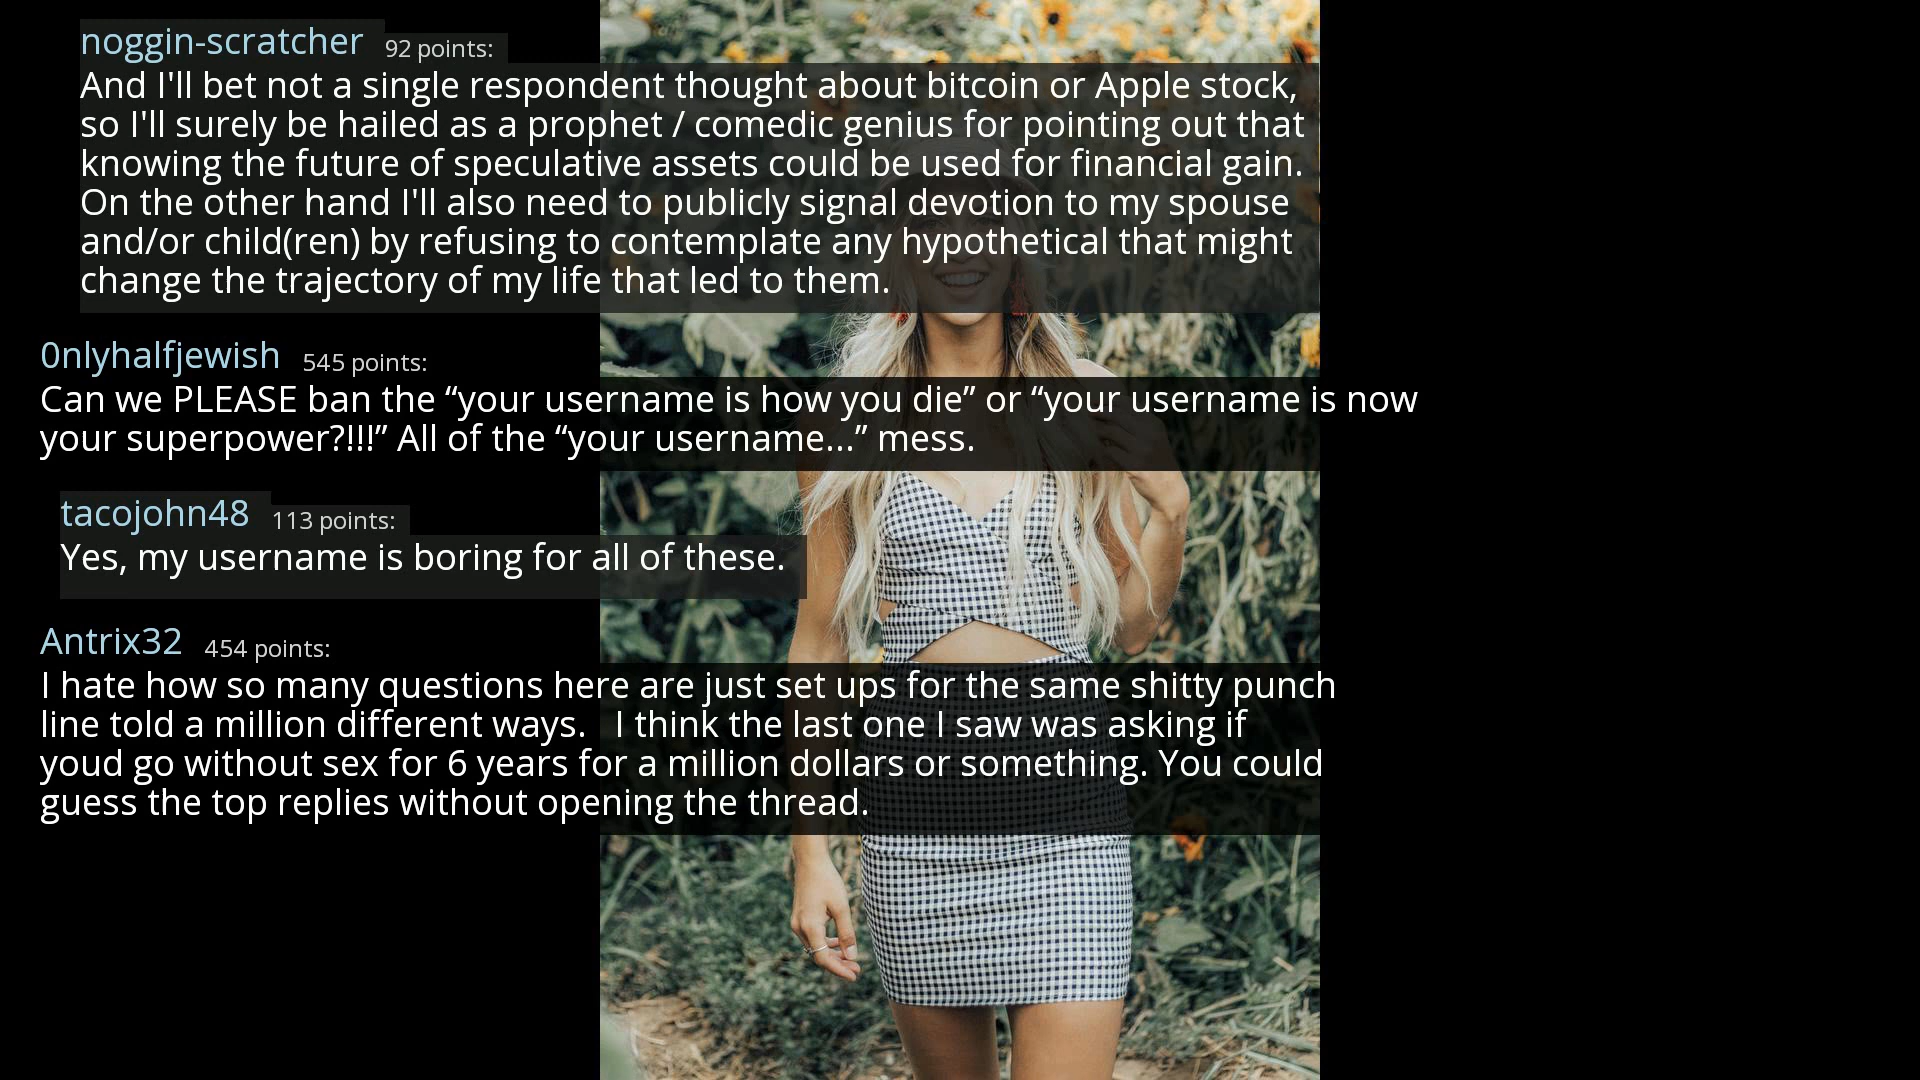 noggin-scratcher 92 points:
And I'll bet not a single respondent thought about bitcoin or Apple stock,
so I'll surely be hailed as a prophet / comedic genius for pointing out that
knowing the future of speculative assets could be used for financial gain.
On the other hand I'll also need to publicly signal devotion to my spouse
and/or child(ren) by refusing to contemplate any hypothetical that might
change the trajectory of my life that led to them.
0nlyhalfjewish 545 points:
Can we PLEASE ban the “your username is how you die” or “your username is now
your superpower?!!!” All of the “your username...” mess.
tacojohn48 113 points:
Yes, my username is boring for all of these.
Antrix32 454 points:
I hate how so many questions here are just set ups for the same shitty punch
line told a million different ways.   I think the last one I saw was asking if
youd go without sex for 6 years for a million dollars or something. You could
guess the top replies without opening the thread.